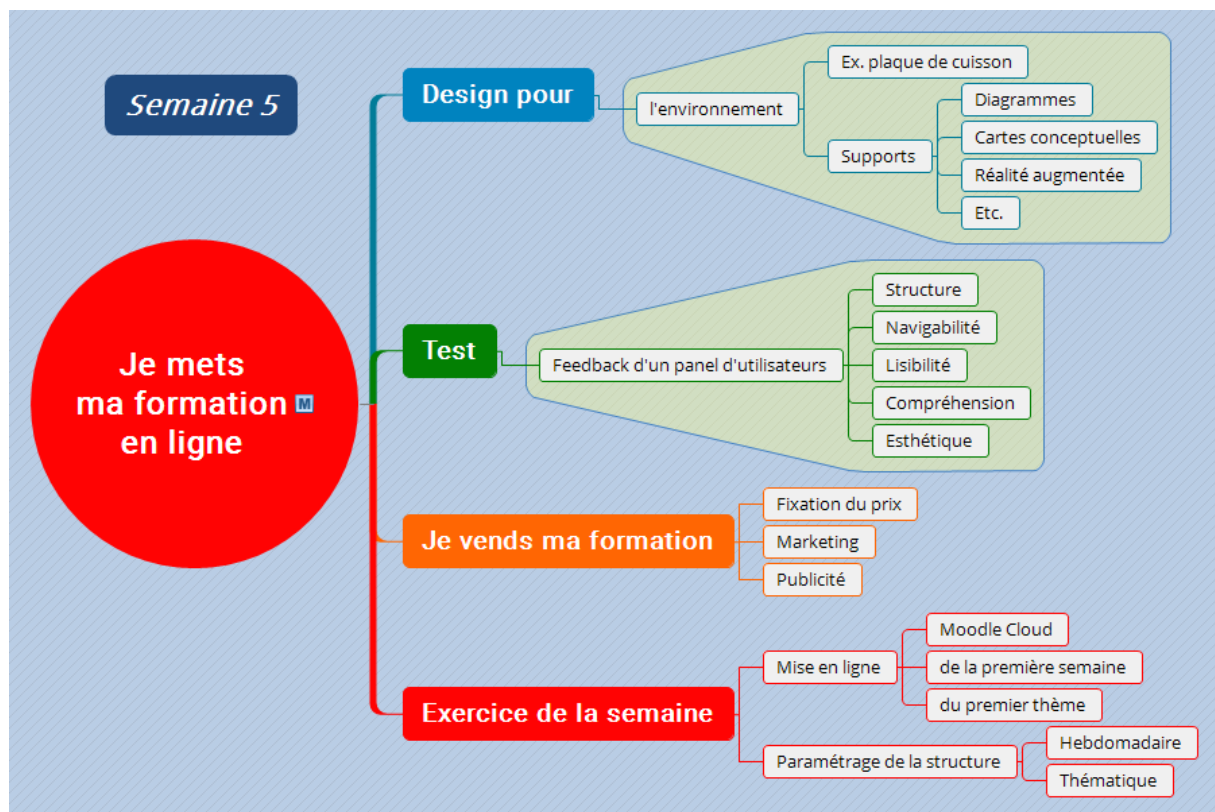 Semaine 5
Je mets
ma formation
en ligne
M
Design pour
l'environnement
Ex. plaque de cuisson
Supports
Diagrammes
Cartes conceptuelles
Réalité augmentée
Etc.
Test
Feedback d'un panel d'utilisateurs
Structure
Navigabilité
Lisibilité
Compréhension
Esthétique
Je vends ma formation
Fixation du prix
Marketing
Publicité
Exercice de la semaine
Mise en ligne
Moodle Cloud
de la première semaine
du premier thème
Paramétrage de la structure
Hebdomadaire
Thématique